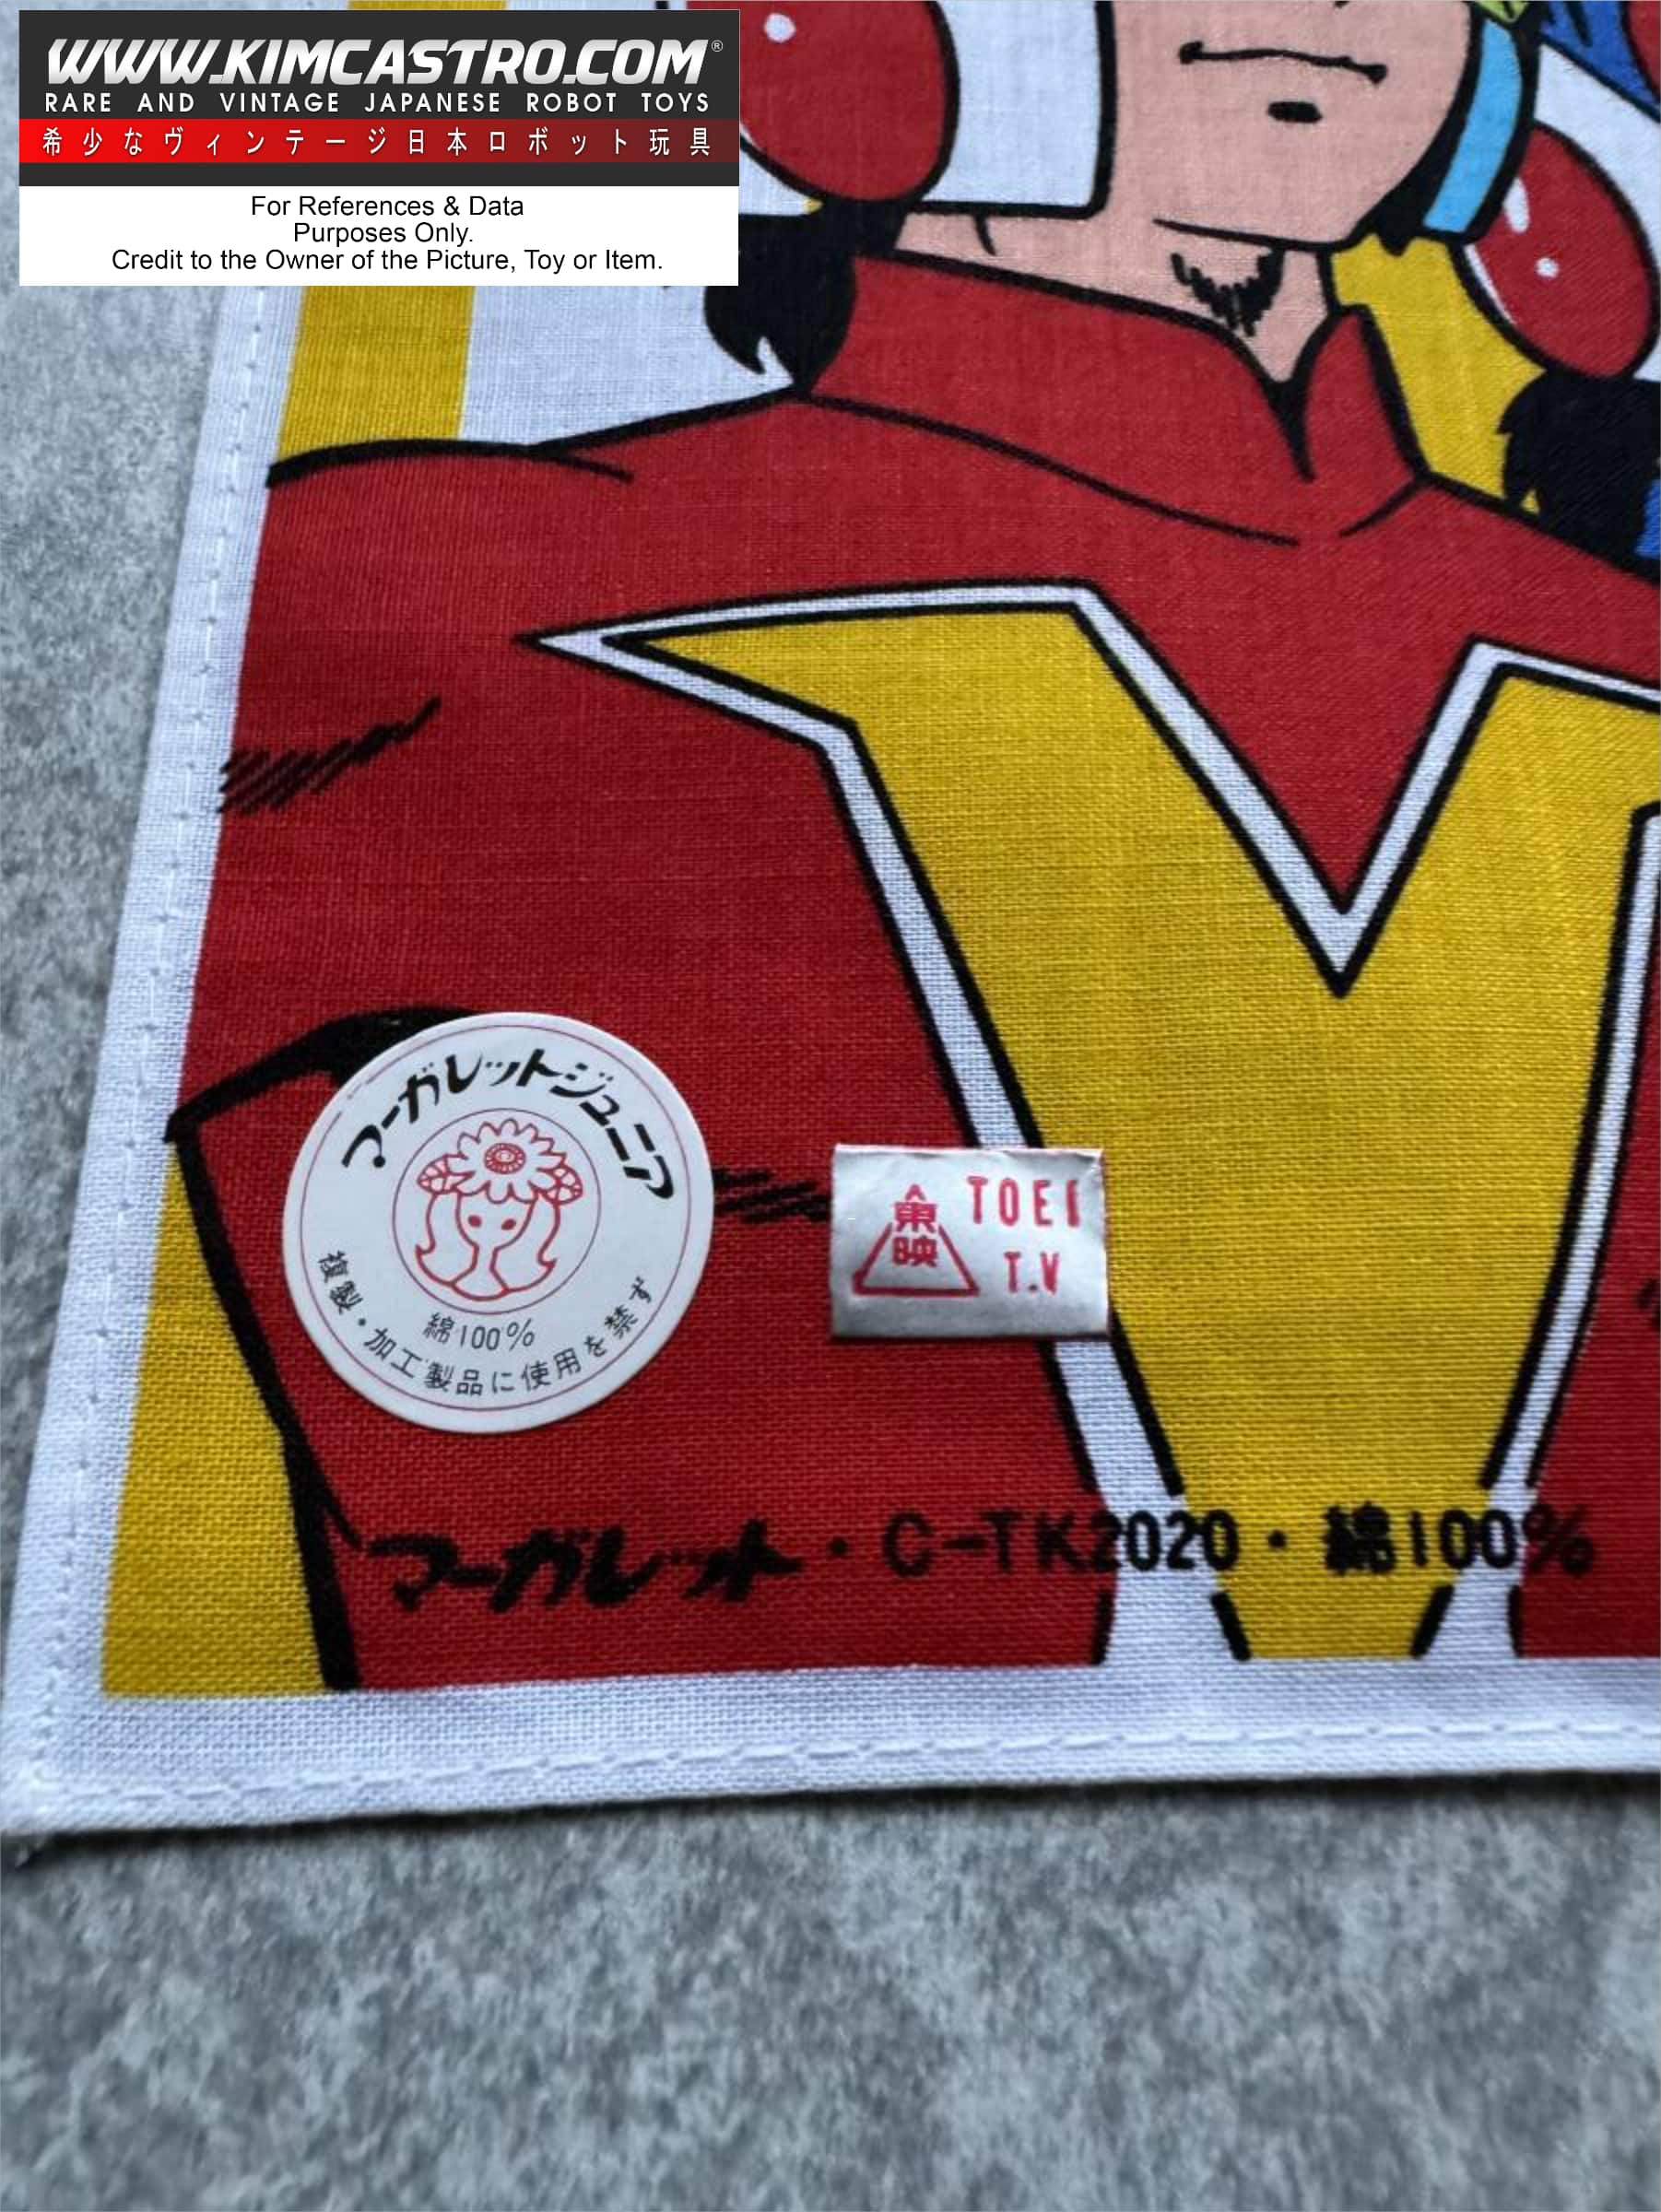 WWW.KIMCASTRO.COM®
RARE AND VINTAGE JAPANESE ROBOT TOYS
希少なヴィンテージ日本ロボット玩具
For References & Data
Purposes Only.
Credit to the Owner of the Picture, Toy or Item.
マーガレットジュニア
綿100%
複製・加工製品に使用を禁ず
東映
TOEI
T.V
マーガレット・C-TK2020・綿100%